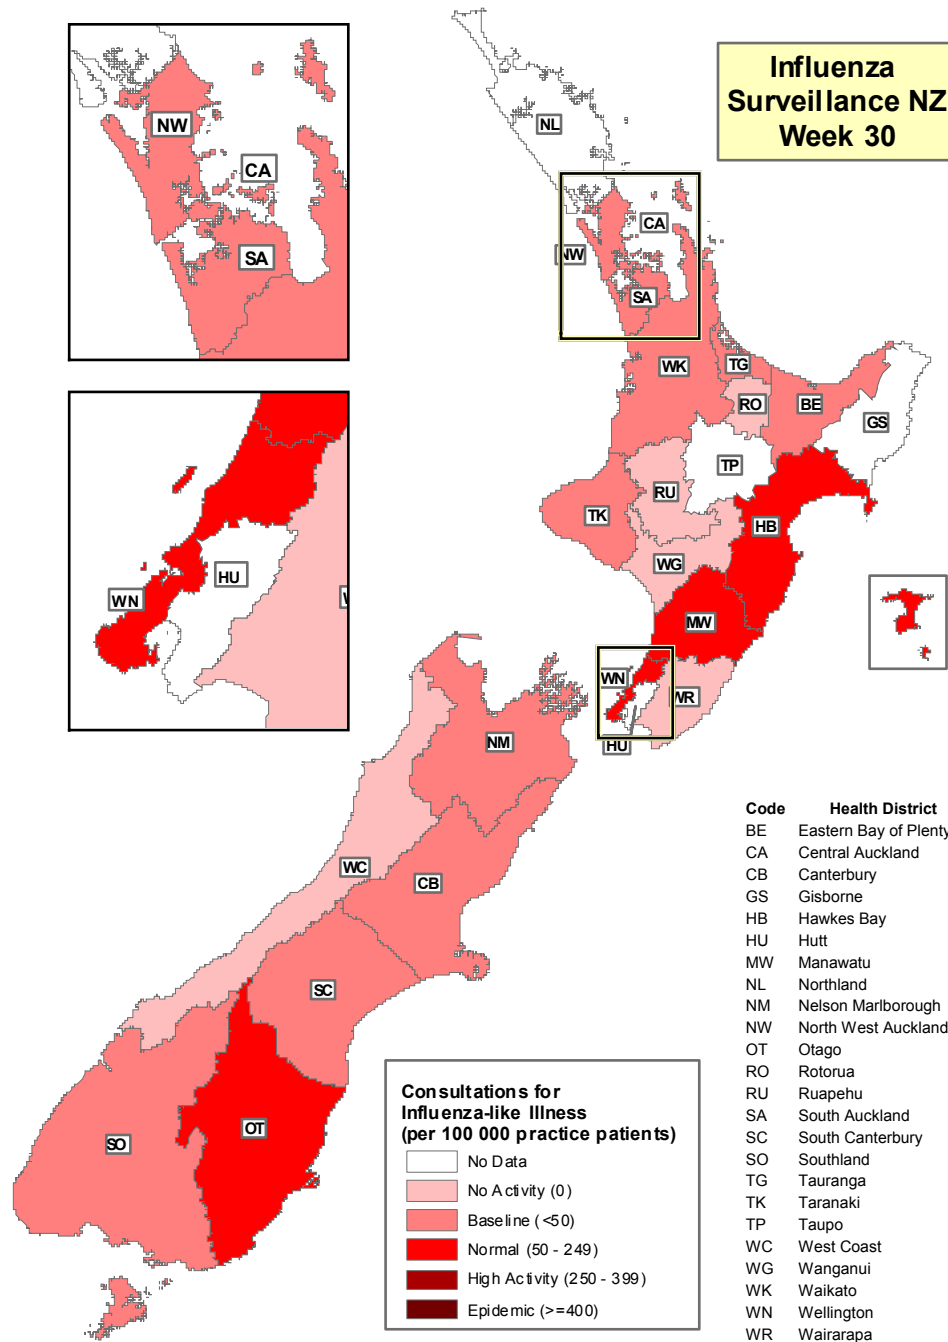 Influenza
Surveillance NZ
Week 30
NW
CA
SA
NL
CA
NW
SA
WK
TG
RO
BE
GS
TP
RU
TK
HB
WG
MW
WN
WR
HU
HU
WN
NM
WC
CB
SC
OT
SO
Consultations for
Influenza-like Illness
(per 100 000 practice patients)
No Data
No Activity (0)
Baseline (<50)
Normal (50 - 249)
High Activity (250 - 399)
Epidemic (>=400)
Code Health District
BE Eastern Bay of Plenty
CA Central Auckland
CB Canterbury
GS Gisborne
HB Hawkes Bay
HU Hutt
MW Manawatu
NL Northland
NM Nelson Marlborough
NW North West Auckland
OT Otago
RO Rotorua
RU Ruapehu
SA South Auckland
SC South Canterbury
SO Southland
TG Tauranga
TK Taranaki
TP Taupo
WC West Coast
WG Wanganui
WK Waikato
WN Wellington
WR Wairarapa